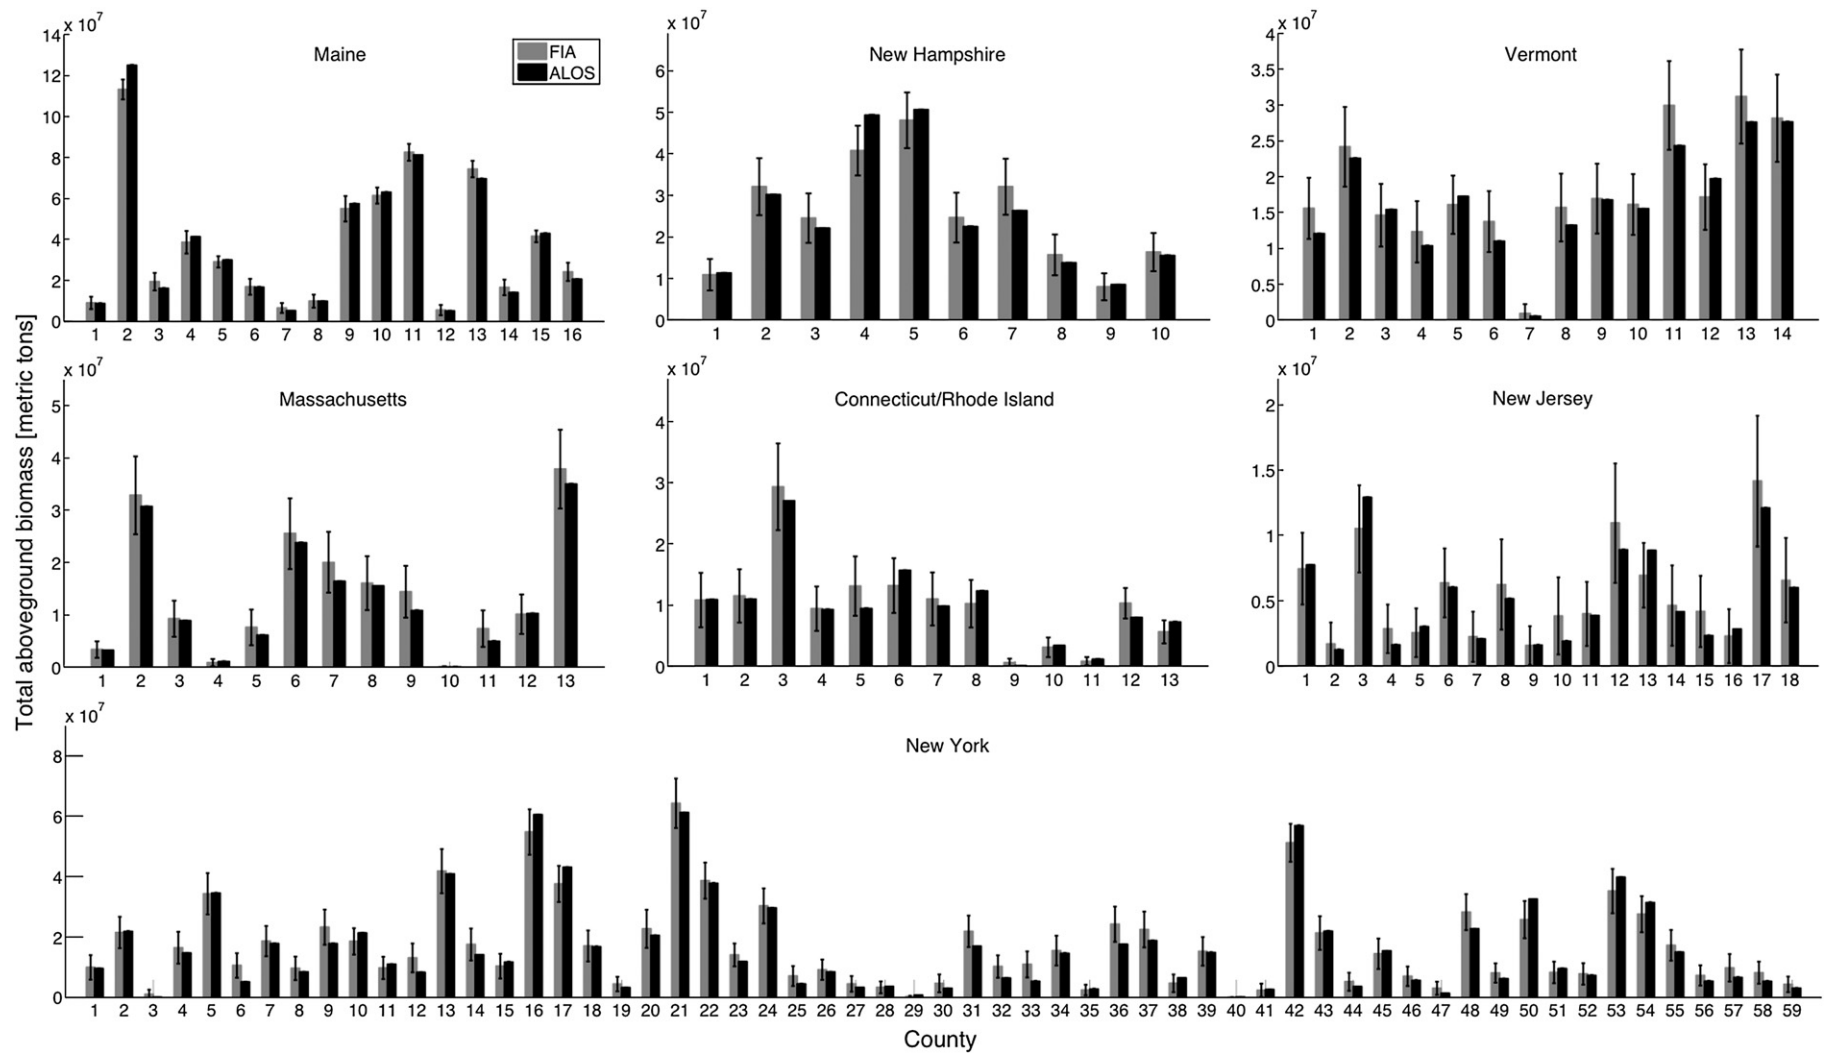 Total aboveground biomass [metric tons]
x 10^7
Maine
FIA
ALOS
14
12
10
8
6
4
2
0
1 2 3 4 5 6 7 8 9 10 11 12 13 14 15 16
x 10^7
New Hampshire
6
5
4
3
2
1
0
1 2 3 4 5 6 7 8 9 10
x 10^7
Vermont
4
3.5
3
2.5
2
1.5
1
0.5
0
1 2 3 4 5 6 7 8 9 10 11 12 13 14
x 10^7
Massachusetts
5
4
3
2
1
0
1 2 3 4 5 6 7 8 9 10 11 12 13
x 10^7
Connecticut/Rhode Island
4
3
2
1
0
1 2 3 4 5 6 7 8 9 10 11 12 13
x 10^7
New Jersey
2
1.5
1
0.5
0
1 2 3 4 5 6 7 8 9 10 11 12 13 14 15 16 17 18
x 10^7
New York
8
6
4
2
0
1 2 3 4 5 6 7 8 9 10 11 12 13 14 15 16 17 18 19 20 21 22 23 24 25 26 27 28 29 30 31 32 33 34 35 36 37 38 39 40 41 42 43 44 45 46 47 48 49 50 51 52 53 54 55 56 57 58 59
County